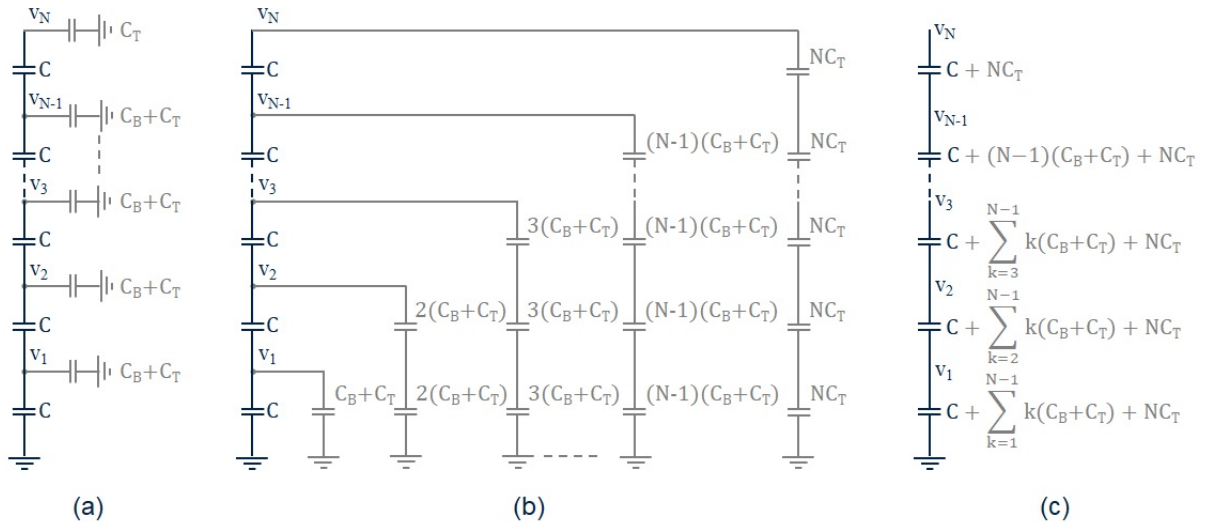 v_N C_T
C
v_{N-1} C_B+C_T
C
v_3 C_B+C_T
C
v_2 C_B+C_T
C
v_1 C_B+C_T
C
(a)
v_N
C NC_T
v_{N-1}
C (N-1)(C_B+C_T) NC_T
v_3
C 3(C_B+C_T) (N-1)(C_B+C_T) NC_T
v_2
C 2(C_B+C_T) 3(C_B+C_T) (N-1)(C_B+C_T) NC_T
v_1
C C_B+C_T 2(C_B+C_T) 3(C_B+C_T) (N-1)(C_B+C_T) NC_T
(b)
v_N
C + NC_T
v_{N-1}
C + (N−1)(C_B+C_T) + NC_T
v_3
C + ∑_{k=3}^{N−1} k(C_B+C_T) + NC_T
v_2
C + ∑_{k=2}^{N−1} k(C_B+C_T) + NC_T
v_1
C + ∑_{k=1}^{N−1} k(C_B+C_T) + NC_T
(c)